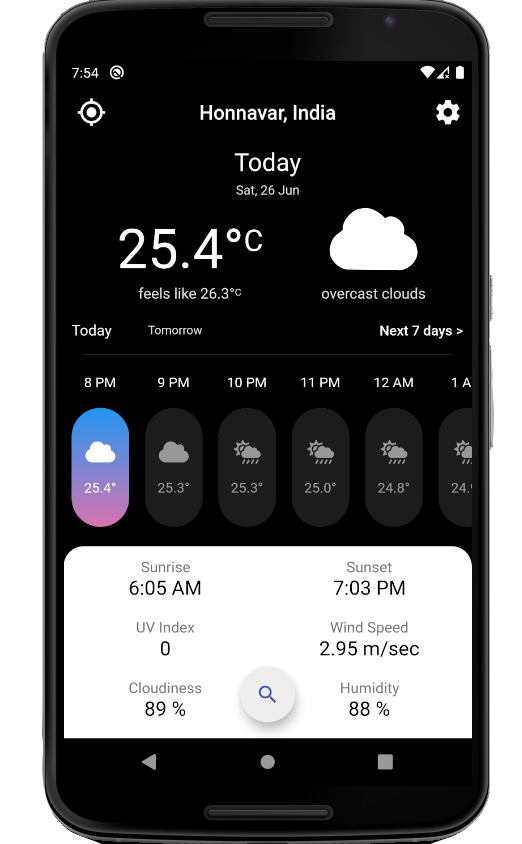 7:54
Honnavar, India
Today
Sat, 26 Jun
25.4°C
feels like 26.3°C
overcast clouds
Today Tomorrow Next 7 days >
8 PM 9 PM 10 PM 11 PM 12 AM 1 A
25.4° 25.3° 25.3° 25.0° 24.8° 24.
Sunrise Sunset
6:05 AM 7:03 PM
UV Index Wind Speed
0 2.95 m/sec
Cloudiness Humidity
89 % 88 %